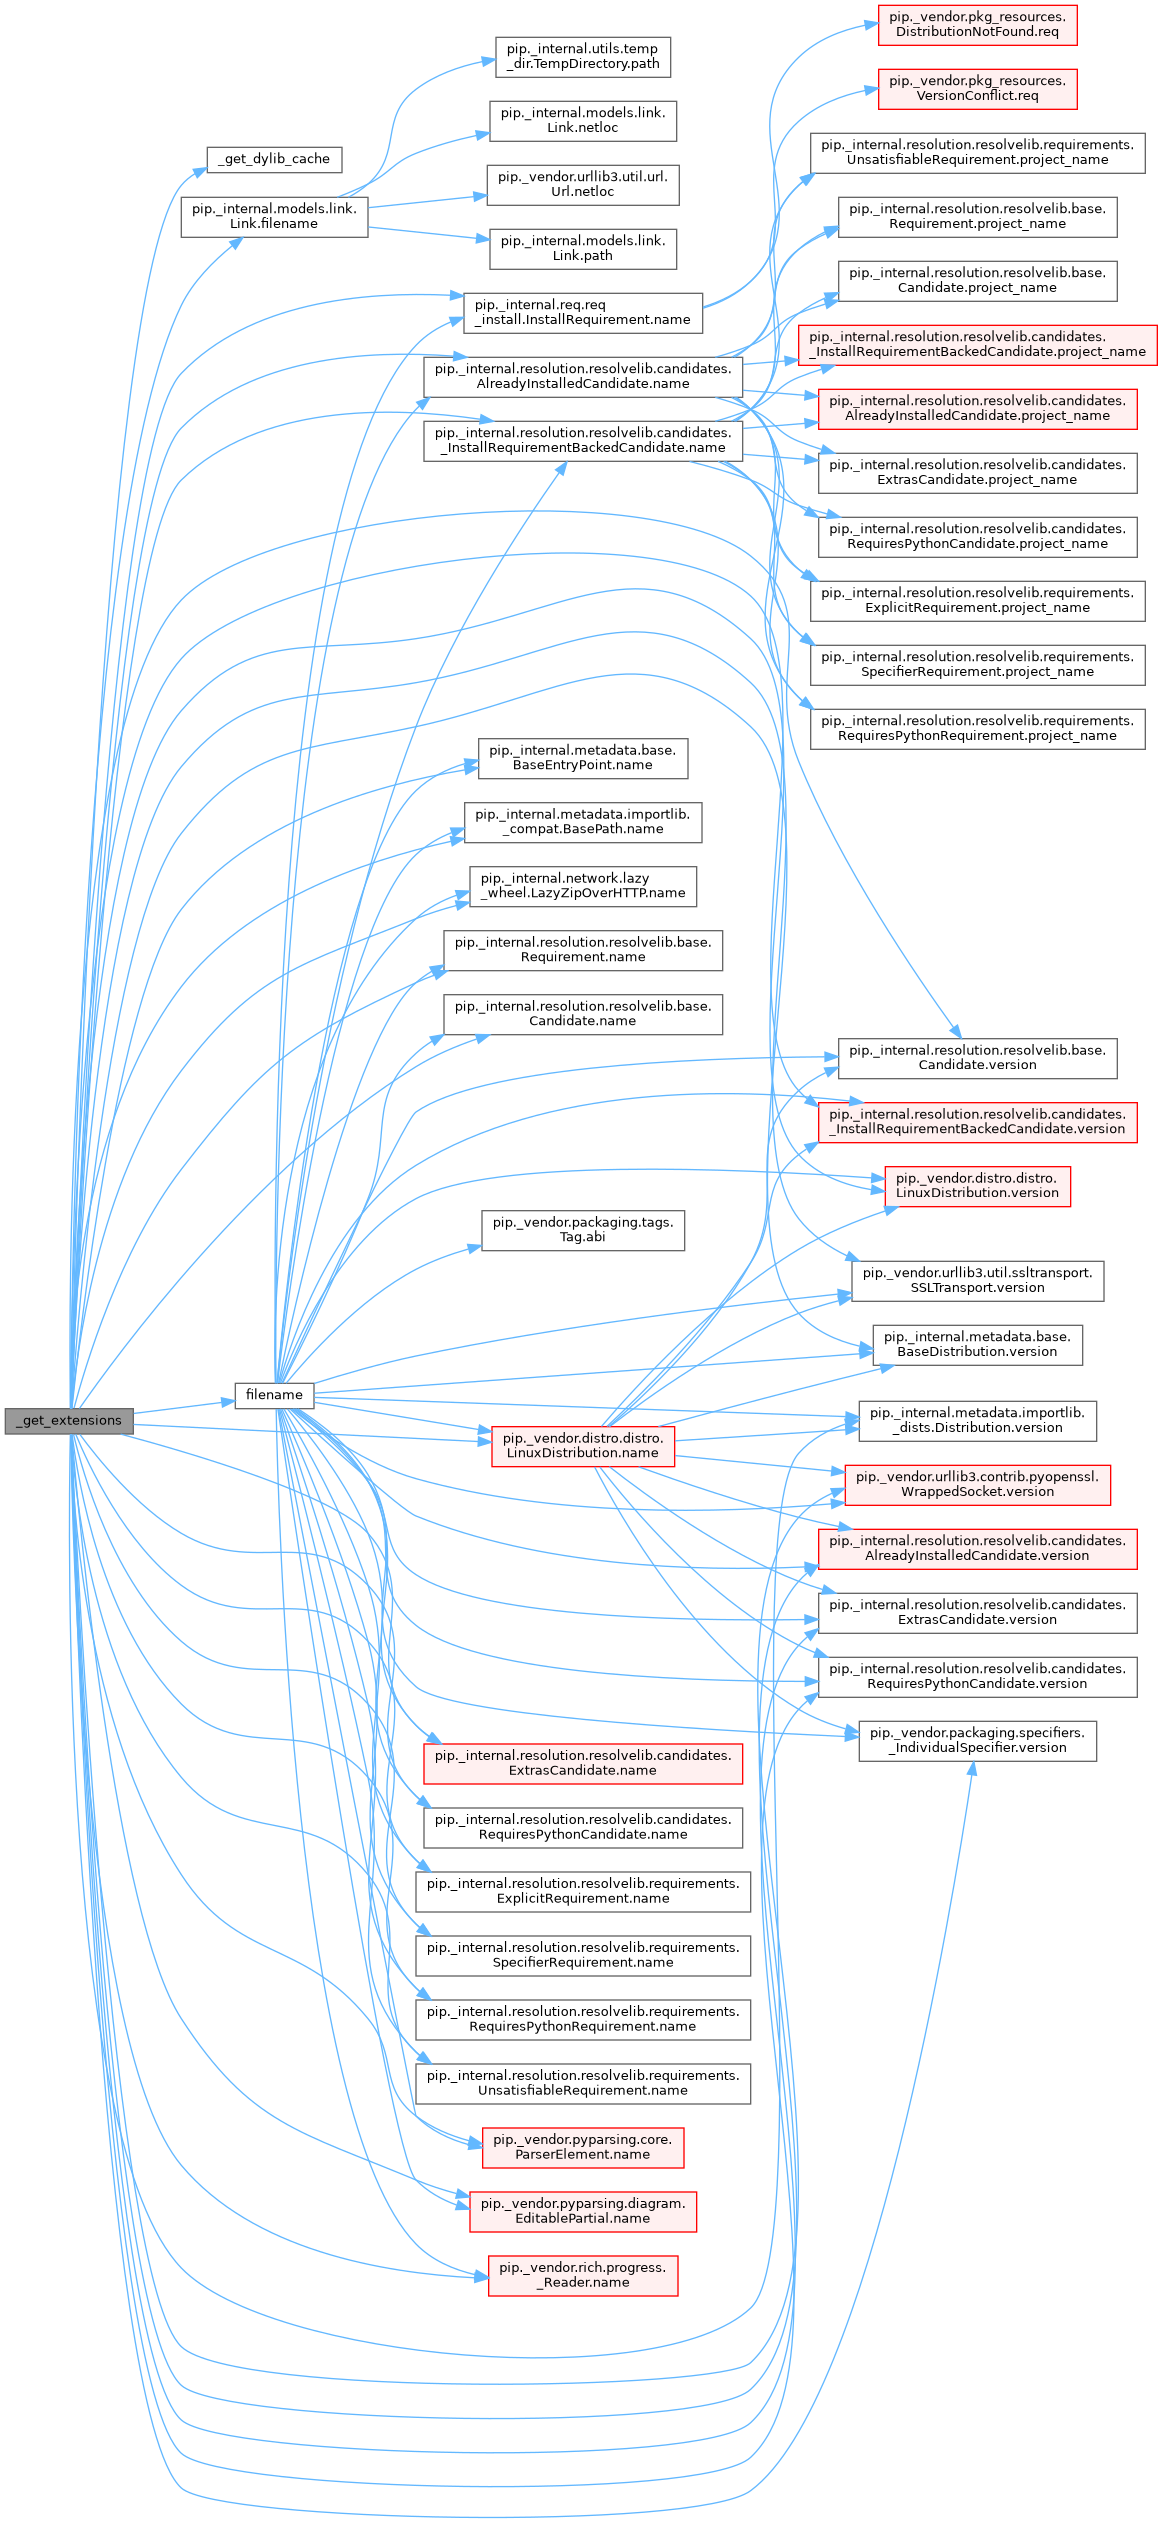 _get_extensions
_get_dylib_cache
pip._internal.models.link.
Link.filename
filename
pip._internal.utils.temp
_dir.TempDirectory.path
pip._internal.models.link.
Link.netloc
pip._vendor.urllib3.util.url.
Url.netloc
pip._internal.models.link.
Link.path
pip._internal.req.req
_install.InstallRequirement.name
pip._internal.resolution.resolvelib.candidates.
AlreadyInstalledCandidate.name
pip._internal.resolution.resolvelib.candidates.
_InstallRequirementBackedCandidate.name
pip._internal.metadata.base.
BaseEntryPoint.name
pip._internal.metadata.importlib.
_compat.BasePath.name
pip._internal.network.lazy
_wheel.LazyZipOverHTTP.name
pip._internal.resolution.resolvelib.base.
Requirement.name
pip._internal.resolution.resolvelib.base.
Candidate.name
pip._vendor.packaging.tags.
Tag.abi
pip._vendor.distro.distro.
LinuxDistribution.name
pip._internal.resolution.resolvelib.candidates.
ExtrasCandidate.name
pip._internal.resolution.resolvelib.candidates.
RequiresPythonCandidate.name
pip._internal.resolution.resolvelib.requirements.
ExplicitRequirement.name
pip._internal.resolution.resolvelib.requirements.
SpecifierRequirement.name
pip._internal.resolution.resolvelib.requirements.
RequiresPythonRequirement.name
pip._internal.resolution.resolvelib.requirements.
UnsatisfiableRequirement.name
pip._vendor.pyparsing.core.
ParserElement.name
pip._vendor.pyparsing.diagram.
EditablePartial.name
pip._vendor.rich.progress.
_Reader.name
pip._vendor.pkg_resources.
DistributionNotFound.req
pip._vendor.pkg_resources.
VersionConflict.req
pip._internal.resolution.resolvelib.requirements.
UnsatisfiableRequirement.project_name
pip._internal.resolution.resolvelib.base.
Requirement.project_name
pip._internal.resolution.resolvelib.base.
Candidate.project_name
pip._internal.resolution.resolvelib.candidates.
_InstallRequirementBackedCandidate.project_name
pip._internal.resolution.resolvelib.candidates.
AlreadyInstalledCandidate.project_name
pip._internal.resolution.resolvelib.candidates.
ExtrasCandidate.project_name
pip._internal.resolution.resolvelib.candidates.
RequiresPythonCandidate.project_name
pip._internal.resolution.resolvelib.requirements.
ExplicitRequirement.project_name
pip._internal.resolution.resolvelib.requirements.
SpecifierRequirement.project_name
pip._internal.resolution.resolvelib.requirements.
RequiresPythonRequirement.project_name
pip._internal.resolution.resolvelib.base.
Candidate.version
pip._internal.resolution.resolvelib.candidates.
_InstallRequirementBackedCandidate.version
pip._vendor.distro.distro.
LinuxDistribution.version
pip._vendor.urllib3.util.ssltransport.
SSLTransport.version
pip._internal.metadata.base.
BaseDistribution.version
pip._internal.metadata.importlib.
_dists.Distribution.version
pip._vendor.urllib3.contrib.pyopenssl.
WrappedSocket.version
pip._internal.resolution.resolvelib.candidates.
AlreadyInstalledCandidate.version
pip._internal.resolution.resolvelib.candidates.
ExtrasCandidate.version
pip._internal.resolution.resolvelib.candidates.
RequiresPythonCandidate.version
pip._vendor.packaging.specifiers.
_IndividualSpecifier.version